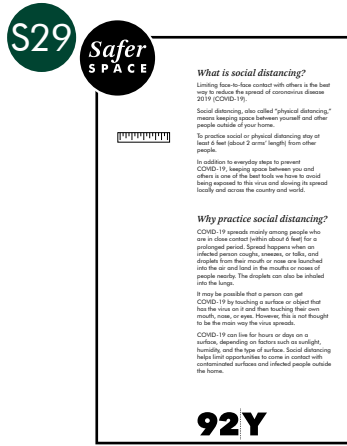 S29
Safer
SPACE
What is social distancing?
Limiting face-to-face contact with others is the best
way to reduce the spread of coronavirus disease
2019 (COVID-19).
Social distancing, also called "physical distancing,"
means keeping space between yourself and other
people outside of your home.
To practice social or physical distancing stay at
least 6 feet (about 2 arms' length) from other
people.
In addition to everyday steps to prevent
COVID-19, keeping space between you and
others is one of the best tools we have to avoid
being exposed to this virus and slowing its spread
locally and across the country and world.
Why practice social distancing?
COVID-19 spreads mainly among people who
are in close contact (within about 6 feet) for a
prolonged period. Spread happens when an
infected person coughs, sneezes, or talks, and
droplets from their mouth or nose are launched
into the air and land in the mouths or noses of
people nearby. The droplets can also be inhaled
into the lungs.
It may be possible that a person can get
COVID-19 by touching a surface or object that
has the virus on it and then touching their own
mouth, nose, or eyes. However, this is not thought
to be the main way the virus spreads.
COVID-19 can live for hours or days on a
surface, depending on factors such as sunlight,
humidity, and the type of surface. Social distancing
helps limit opportunities to come in contact with
contaminated surfaces and infected people outside
the home.
92Y